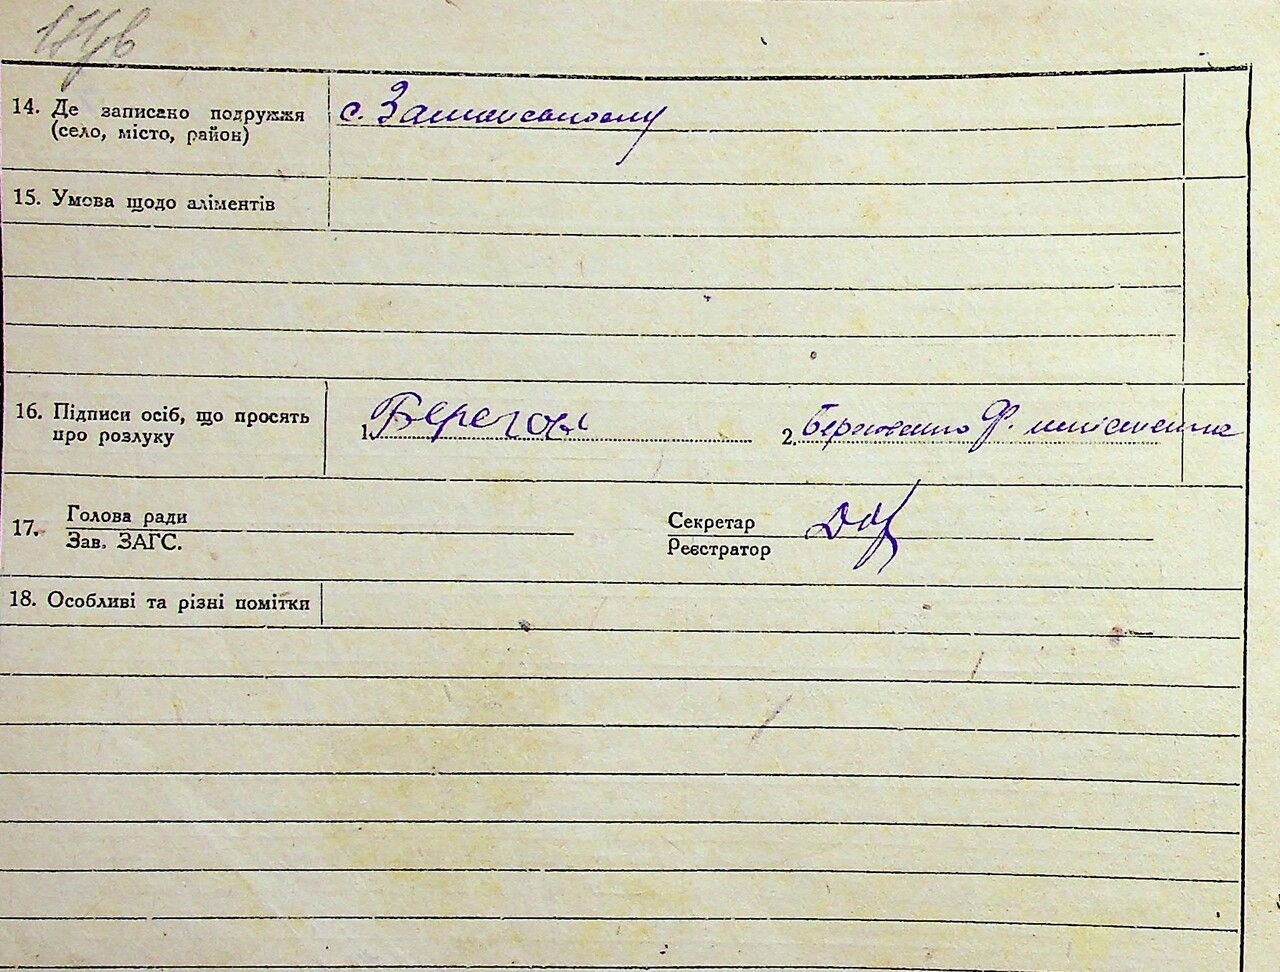 14. Де записано подружжя
(село, місто, район)
с.
15. Умова щодо аліментів
16. Підписи осіб, що просять
про розлуку
1. Берегов
2. Ф.
17. Голова ради
Зав. ЗАГС.
Секретар
Реєстратор
18. Особливі та різні помітки